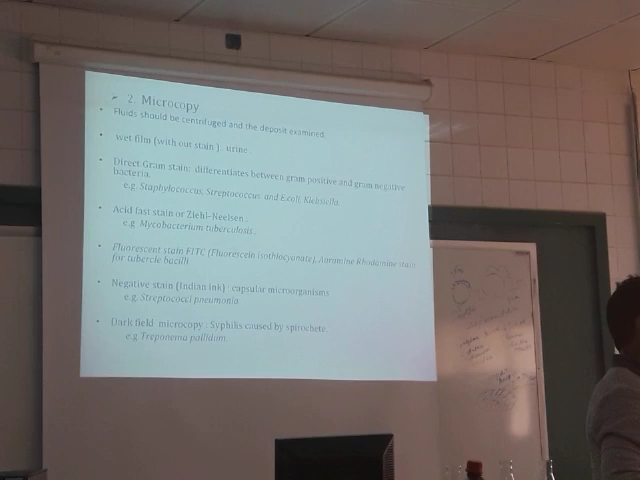 2. Microcopy
Fluids should be centrifuged and the deposit examined.
wet film (with our stain ): urine
Direct Gram stain: differentiates between gram positive and gram negative
bacteria.
e.g. Staphylococcus, Streptococcus and E.coli, Klebsiella
Acid fast stain or Ziehl-Neelsen :
e.g Mycobacterium tuberculosis.
Fluorescent stain FITC (Fluorescein isothiocyanate), Auromine Rhodamine stain
for tubercle bacilli
Negative stain (Indian ink) : capsular microorganisms
e.g. Streptococci pneumonia
Dark field microcopy : Syphilis caused by spirochete.
e.g Treponema pallidum.